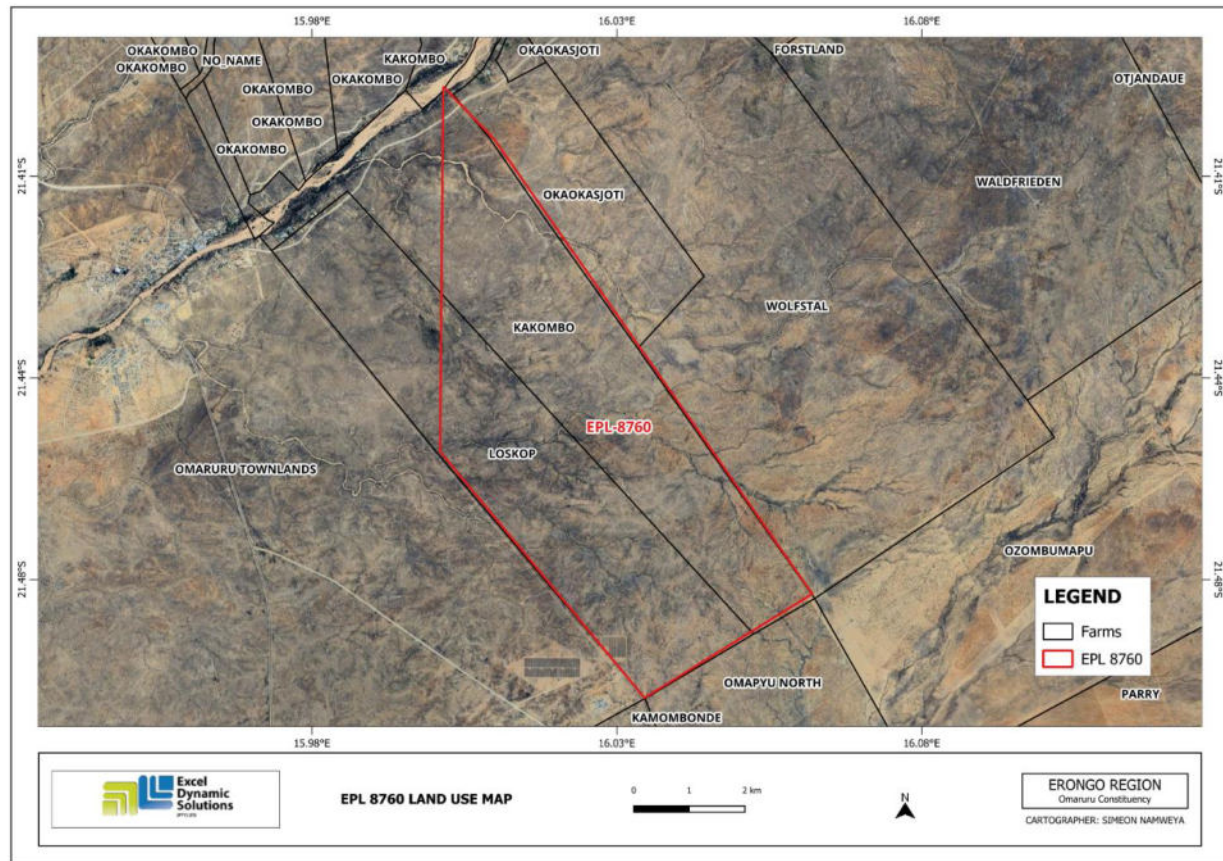 15.98°E
16.03°E
16.08°E
OKAKOMBO
NO_NAME
OKAKOMBO
KAKOMBO
OKAKOMBO
OKAOKASJOTI
FORSTLAND
OTJANDAUE
OKAKOMBO
OKAKOMBO
OKAKOMBO
21.41°S
21.41°S
WALDFRIEDEN
OKAOKASJOTI
WOLFSTAL
KAKOMBO
21.44°S
21.44°S
EPL-8760
LOSKOP
OMARURU TOWNLANDS
OZOMBUMAPU
21.48°S
21.48°S
LEGEND
Farms
EPL 8760
OMAPYU NORTH
PARRY
KAMOMBONDE
15.98°E
16.03°E
16.08°E
Excel
Dynamic
Solutions
(PTY) LTD
EPL 8760 LAND USE MAP
0 1 2 km
N
ERONGO REGION
Omaruru Constituency
CARTOGRAPHER: SIMEON NAMWEYA